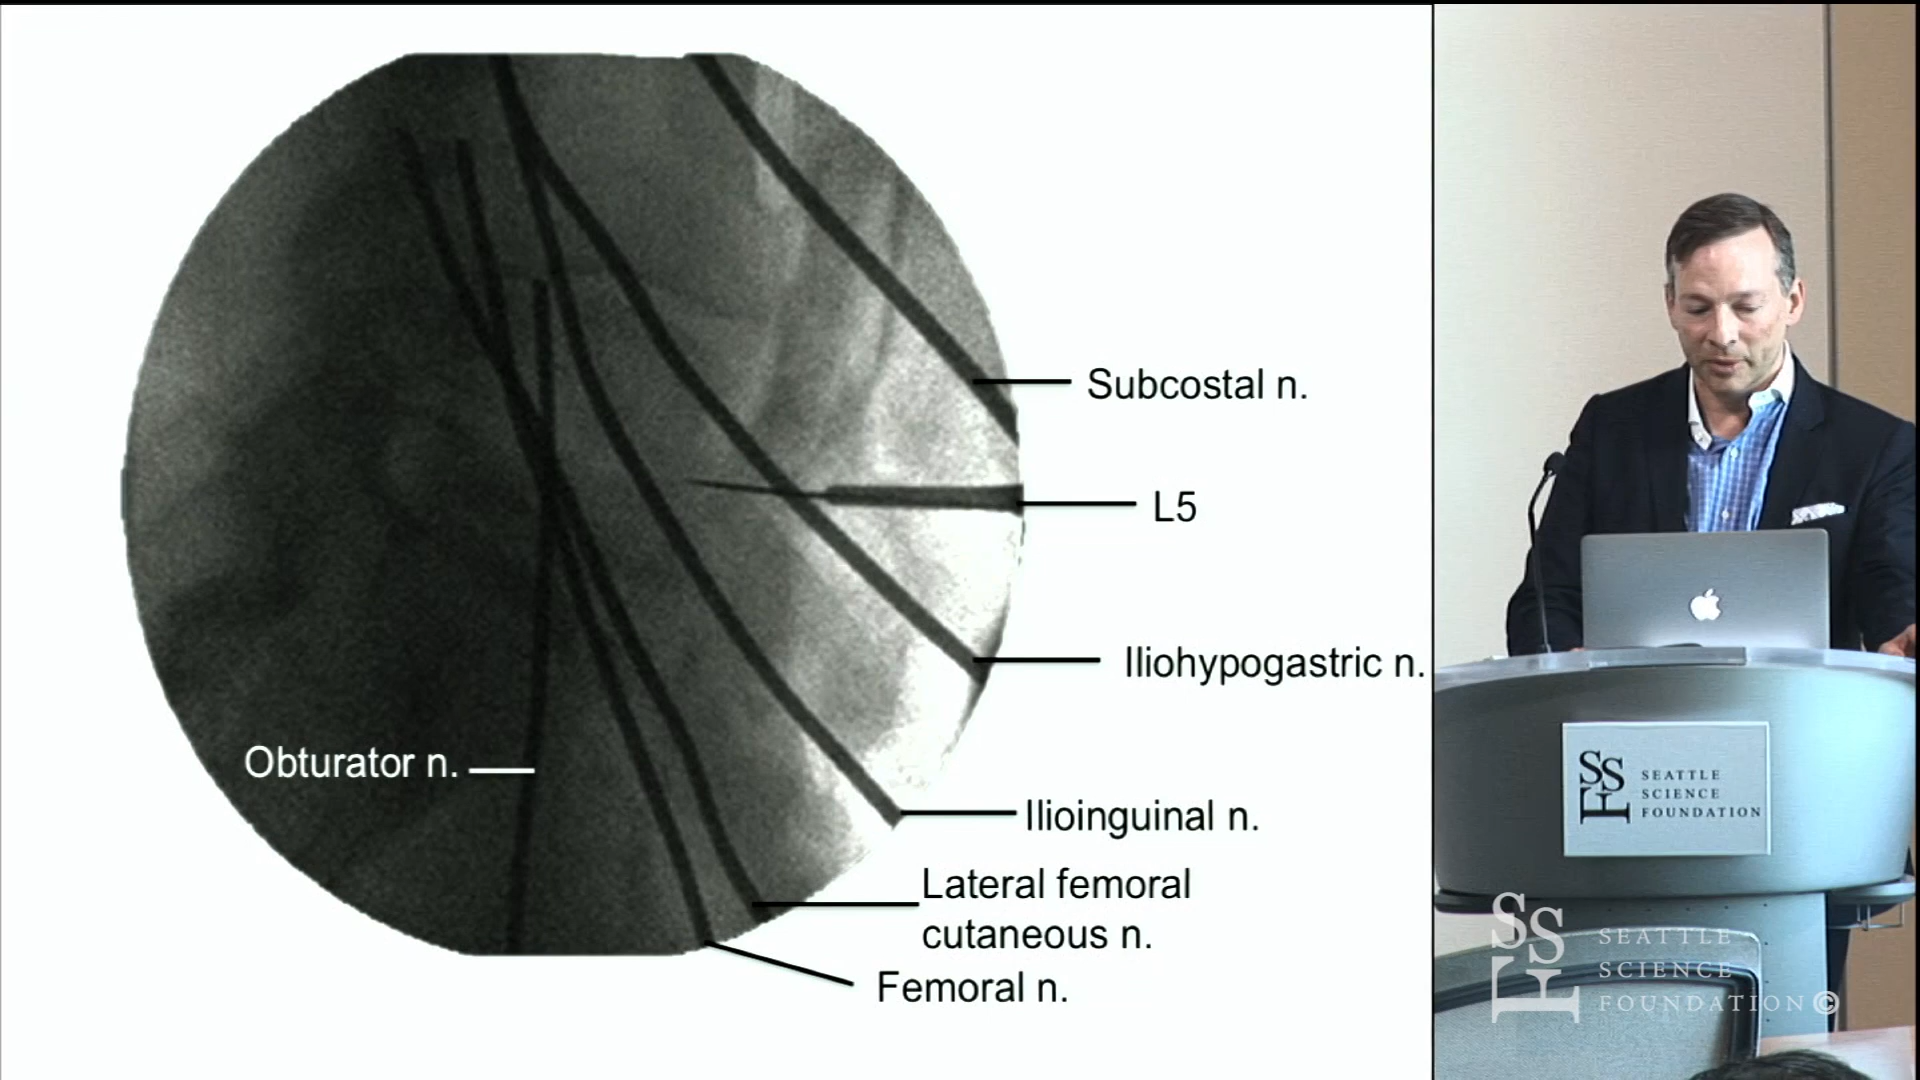 Subcostal n.
L5
Iliohypogastric n.
Obturator n.
Ilioinguinal n.
Lateral femoral
cutaneous n.
Femoral n.
SSF
SEATTLE
SCIENCE
FOUNDATION
SSF
SEATTLE
SCIENCE
FOUNDATION©